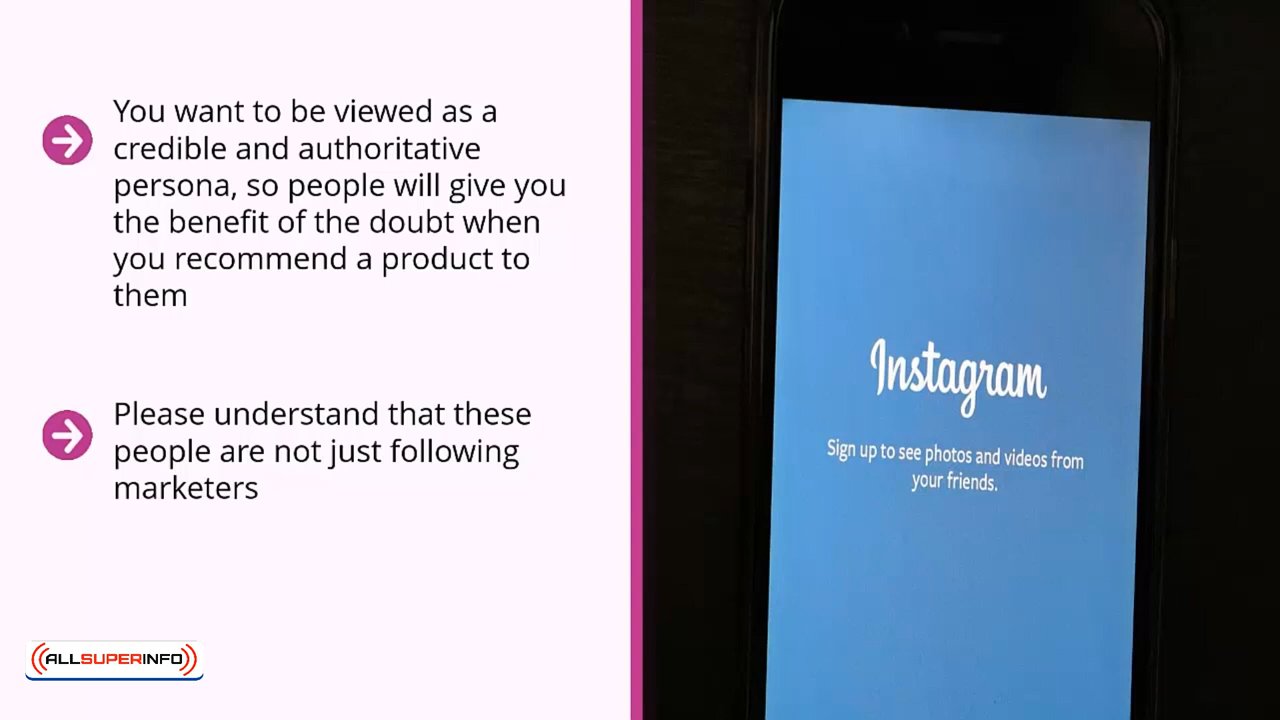 You want to be viewed as a
credible and authoritative
persona, so people will give you
the benefit of the doubt when
you recommend a product to
them
Please understand that these
people are not just following
marketers
ALLSUPERINFO
Instagram
Sign up to see photos and videos from
your friends.